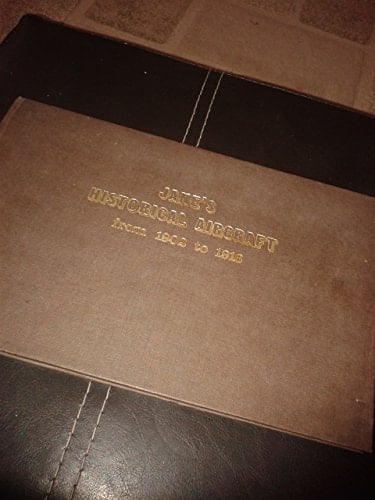 JANE'S
HISTORICAL AIRCRAFT
from 1902 to 1916